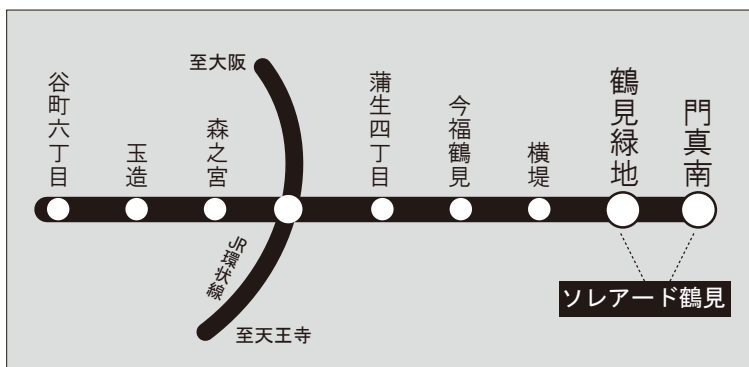 至大阪
谷町六丁目
玉造
森之宮
蒲生四丁目
今福鶴見
横堤
鶴見緑地
門真南
JR環状線
ソレアード鶴見
至天王寺